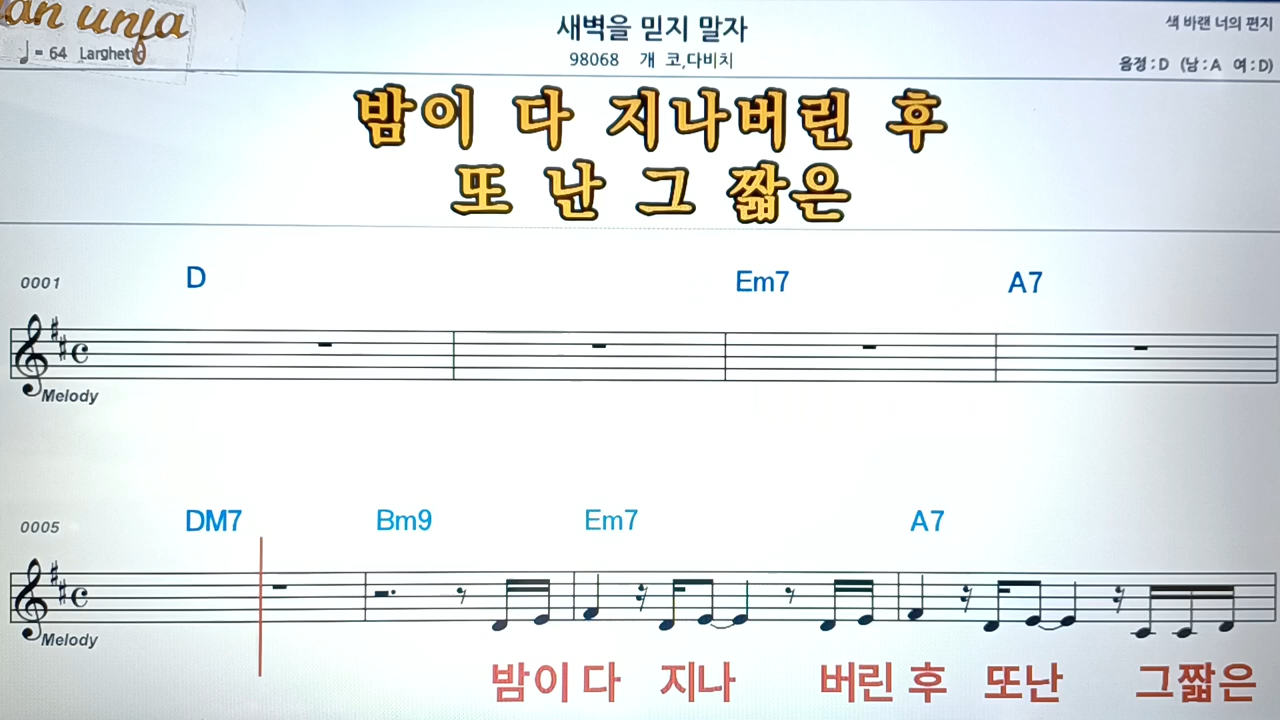 an unja
♩= 64 Larghetto
새벽을 믿지 말자
98068 개 코,다비치
색 바랜 너의 편지
음정:D (남:A 여:D)
밤이 다 지나버린 후
또 난 그 짧은
0001 D Em7 A7
Melody
0005 DM7 Bm9 Em7 A7
Melody
밤이 다 지나 버린 후 또난 그짧은